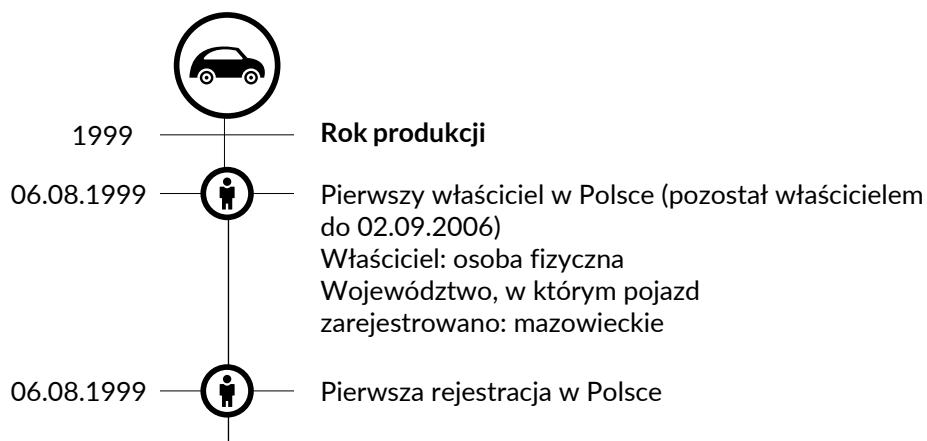 1999 Rok produkcji
06.08.1999 Pierwszy właściciel w Polsce (pozostał właścicielem
do 02.09.2006)
Właściciel: osoba fizyczna
Województwo, w którym pojazd
zarejestrowano: mazowieckie
06.08.1999 Pierwsza rejestracja w Polsce